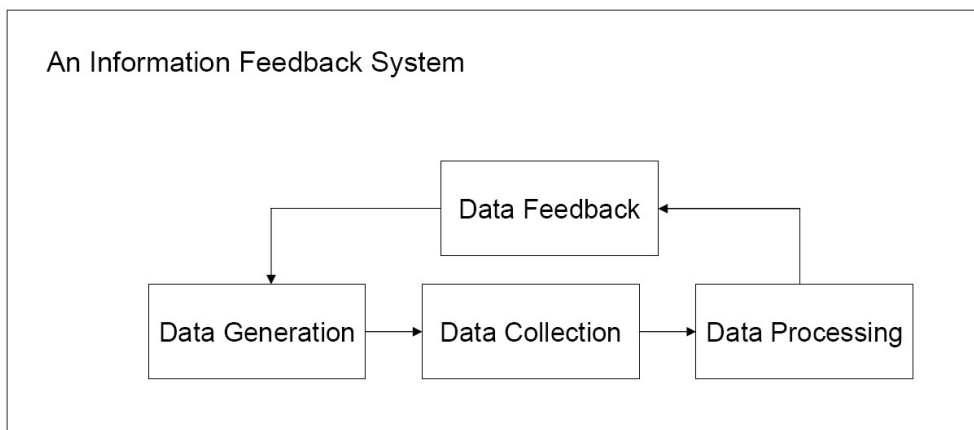 An Information Feedback System
Data Feedback
Data Generation
Data Collection
Data Processing